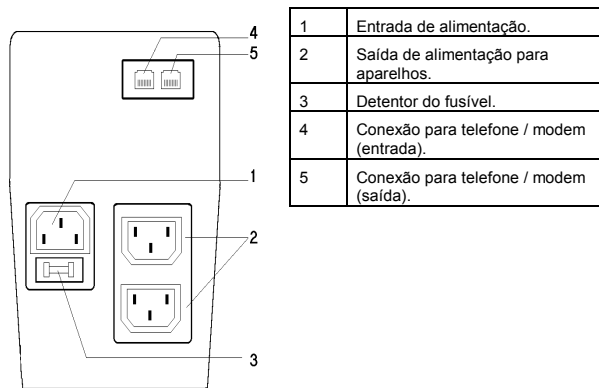 4
5
1
2
3
1 Entrada de alimentação.
2 Saída de alimentação para
aparelhos.
3 Detentor do fusível.
4 Conexão para telefone / modem
(entrada).
5 Conexão para telefone / modem
(saída).